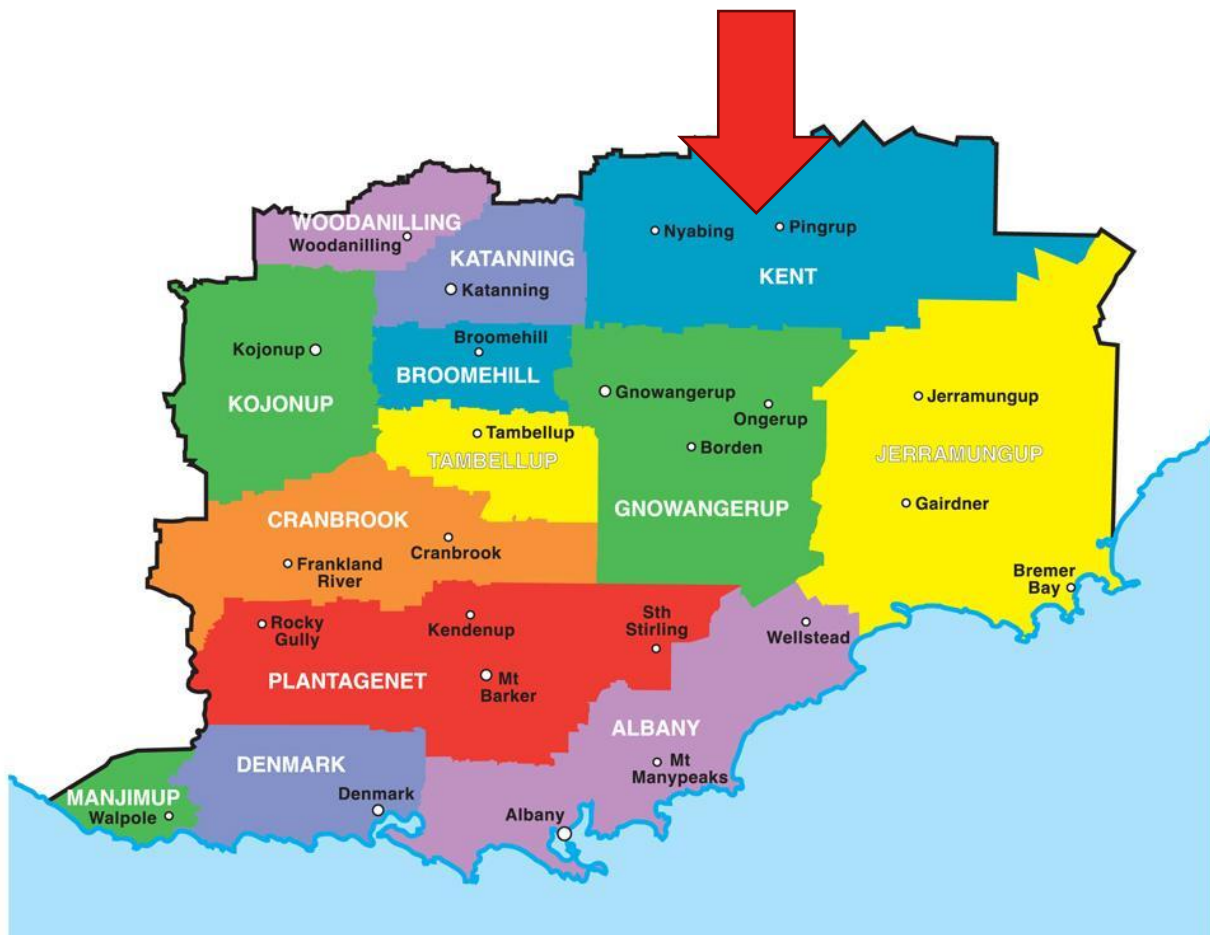 WOODANILLING
Woodanilling
KATANNING
Katanning
Nyabing
Pingrup
KENT
Kojonup
KOJONUP
Broomehill
BROOMEHILL
Gnowangerup
Ongerup
Borden
GNOWANGERUP
Jerramungup
JERRAMUNGUP
Gairdner
Bremer
Bay
Tambellup
TAMBELLUP
CRANBROOK
Cranbrook
Frankland
River
Rocky
Gully
Kendenup
Sth
Stirling
Wellstead
PLANTAGENET
Mt
Barker
ALBANY
Mt
Manypeaks
DENMARK
Denmark
Albany
MANJIMUP
Walpole